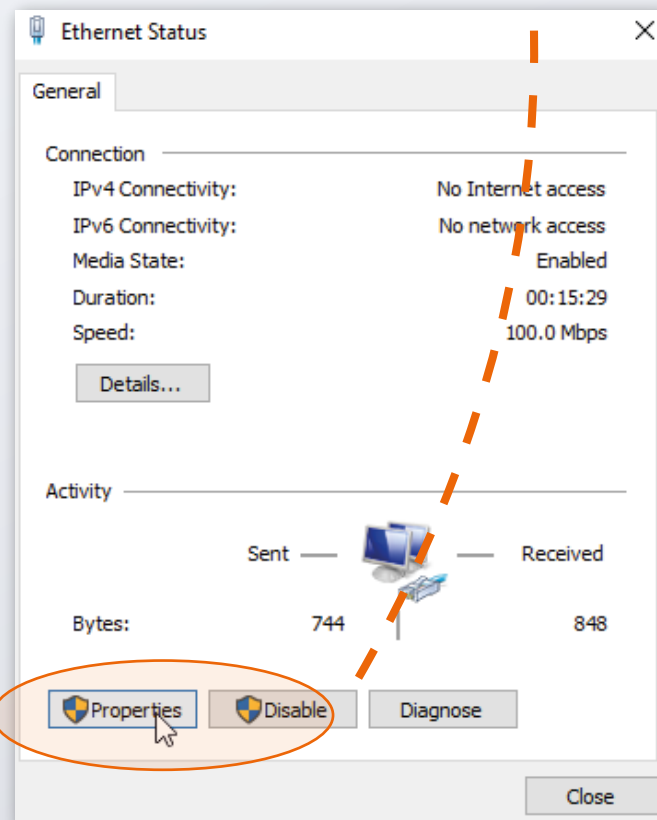 Ethernet Status
General
Connection
IPv4 Connectivity: No Internet access
IPv6 Connectivity: No network access
Media State: Enabled
Duration: 00:15:29
Speed: 100.0 Mbps
Details...
Activity
Sent Received
Bytes: 744 848
Properties Disable Diagnose
Close